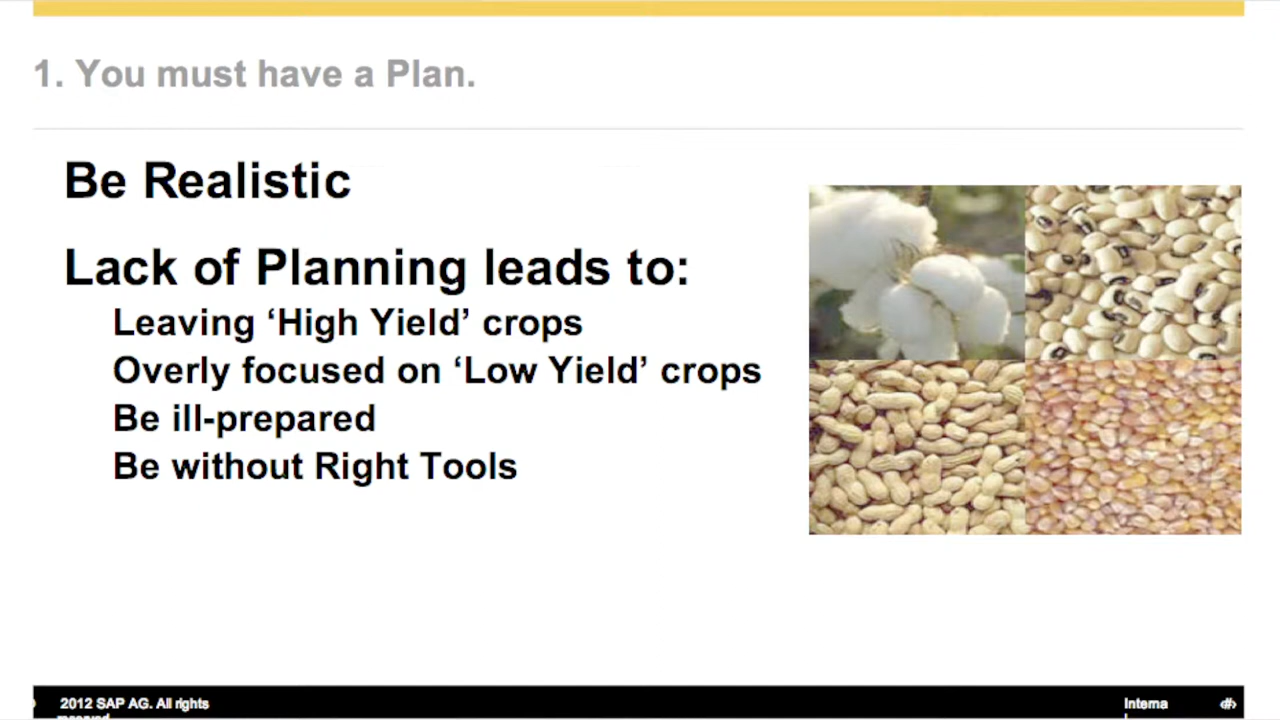 1. You must have a Plan.
Be Realistic
Lack of Planning leads to:
Leaving ‘High Yield’ crops
Overly focused on ‘Low Yield’ crops
Be ill-prepared
Be without Right Tools
2012 SAP AG. All rights
Interna
‹#›